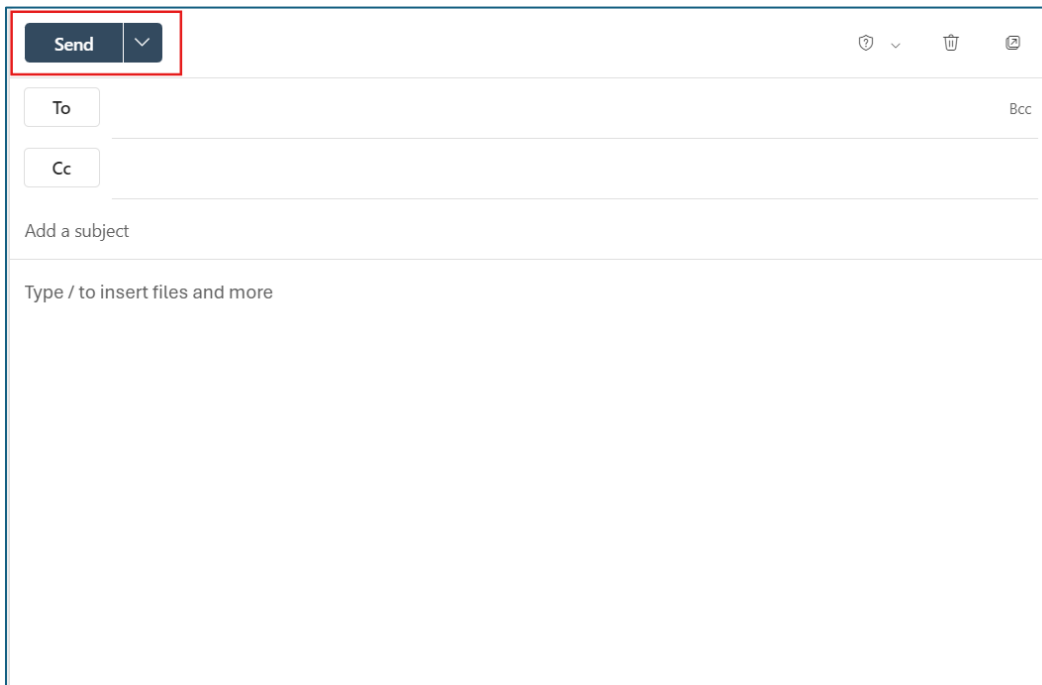 Send
To
Bcc
Cc
Add a subject
Type / to insert files and more